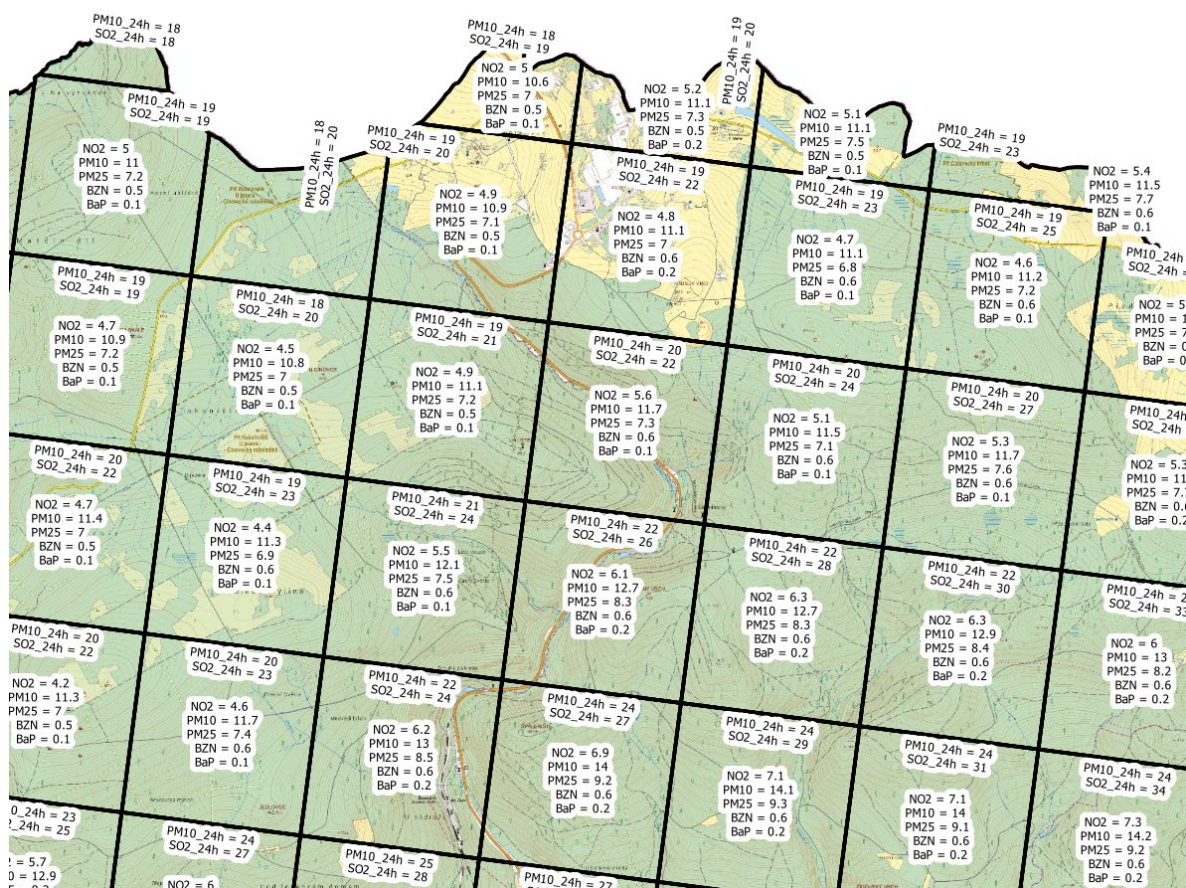 PM10_24h = 18
SO2_24h = 18
PM10_24h = 18
SO2_24h = 19
PM10_24h = 19
SO2_24h = 20
NO2 = 5
PM10 = 10.6
PM25 = 7
BZN = 0.5
BaP = 0.1
NO2 = 5.2
PM10 = 11.1
PM25 = 7.3
BZN = 0.5
BaP = 0.2
NO2 = 5.1
PM10 = 11.1
PM25 = 7.5
BZN = 0.5
BaP = 0.1
PM10_24h = 19
SO2_24h = 23
NO2 = 5.4
PM10 = 11.5
PM25 = 7.7
BZN = 0.6
BaP = 0.1
PM10_24h = 19
SO2_24h = 19
NO2 = 5
PM10 = 11
PM25 = 7.2
BZN = 0.5
BaP = 0.1
PM10_24h = 18
SO2_24h = 20
PM10_24h = 19
SO2_24h = 20
NO2 = 4.9
PM10 = 10.9
PM25 = 7.1
BZN = 0.5
BaP = 0.1
PM10_24h = 19
SO2_24h = 22
NO2 = 4.8
PM10 = 11.1
PM25 = 7
BZN = 0.6
BaP = 0.2
PM10_24h = 19
SO2_24h = 23
NO2 = 4.7
PM10 = 11.1
PM25 = 6.8
BZN = 0.6
BaP = 0.1
PM10_24h = 19
SO2_24h = 25
NO2 = 4.6
PM10 = 11.2
PM25 = 7.2
BZN = 0.6
BaP = 0.1
PM10_24h =
SO2_24h =
PM10_24h = 19
SO2_24h = 19
NO2 = 4.7
PM10 = 10.9
PM25 = 7.2
BZN = 0.5
BaP = 0.1
PM10_24h = 18
SO2_24h = 20
NO2 = 4.5
PM10 = 10.8
PM25 = 7
BZN = 0.5
BaP = 0.1
PM10_24h = 19
SO2_24h = 21
NO2 = 4.9
PM10 = 11.1
PM25 = 7.2
BZN = 0.5
BaP = 0.1
PM10_24h = 20
SO2_24h = 22
NO2 = 5.6
PM10 = 11.7
PM25 = 7.3
BZN = 0.6
BaP = 0.1
PM10_24h = 20
SO2_24h = 24
NO2 = 5.1
PM10 = 11.5
PM25 = 7.1
BZN = 0.6
BaP = 0.1
PM10_24h = 20
SO2_24h = 27
NO2 = 5.3
PM10 = 11.7
PM25 = 7.6
BZN = 0.6
BaP = 0.1
PM10_24h
SO2_24h
NO2 = 5.3
PM10 = 11
PM25 = 7.7
BZN = 0.6
BaP = 0.2
PM10_24h = 20
SO2_24h = 22
NO2 = 4.7
PM10 = 11.4
PM25 = 7
BZN = 0.5
BaP = 0.1
PM10_24h = 19
SO2_24h = 23
NO2 = 4.4
PM10 = 11.3
PM25 = 6.9
BZN = 0.6
BaP = 0.1
PM10_24h = 21
SO2_24h = 24
NO2 = 5.5
PM10 = 12.1
PM25 = 7.5
BZN = 0.6
BaP = 0.1
PM10_24h = 22
SO2_24h = 26
NO2 = 6.1
PM10 = 12.7
PM25 = 8.3
BZN = 0.6
BaP = 0.2
PM10_24h = 22
SO2_24h = 28
NO2 = 6.3
PM10 = 12.7
PM25 = 8.3
BZN = 0.6
BaP = 0.2
PM10_24h = 22
SO2_24h = 30
NO2 = 6.3
PM10 = 12.9
PM25 = 8.4
BZN = 0.6
BaP = 0.2
PM10_24h = 2
SO2_24h = 33
NO2 = 6
PM10 = 13
PM25 = 8.2
BZN = 0.6
BaP = 0.2
PM10_24h = 20
SO2_24h = 22
NO2 = 4.2
PM10 = 11.3
PM25 = 7
BZN = 0.5
BaP = 0.1
PM10_24h = 20
SO2_24h = 23
NO2 = 4.6
PM10 = 11.7
PM25 = 7.4
BZN = 0.6
BaP = 0.1
PM10_24h = 22
SO2_24h = 24
NO2 = 6.2
PM10 = 13
PM25 = 8.5
BZN = 0.6
BaP = 0.2
PM10_24h = 24
SO2_24h = 27
NO2 = 6.9
PM10 = 14
PM25 = 9.2
BZN = 0.6
BaP = 0.2
PM10_24h = 24
SO2_24h = 29
NO2 = 7.1
PM10 = 14.1
PM25 = 9.3
BZN = 0.6
BaP = 0.2
PM10_24h = 24
SO2_24h = 31
NO2 = 7.1
PM10 = 14
PM25 = 9.1
BZN = 0.6
BaP = 0.2
PM10_24h = 24
SO2_24h = 34
NO2 = 7.3
PM10 = 14.2
PM25 = 9.2
BZN = 0.6
BaP = 0.2
0_24h = 23
2_24h = 25
= 5.7
0 = 12.9
PM10_24h = 24
SO2_24h = 27
NO2 = 6
PM10_24h = 25
SO2_24h = 28
PM10_24h = 27